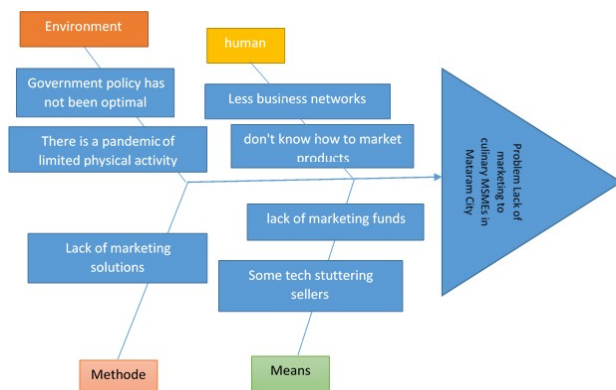 Environment
human
Government policy has
not been optimal
Less business networks
There is a pandemic of
limited physical activity
don't know how to market
products
Problem Lack of
marketing to
culinary MSMEs in
Mataram City
lack of marketing funds
Lack of marketing
solutions
Some tech stuttering
sellers
Methode
Means